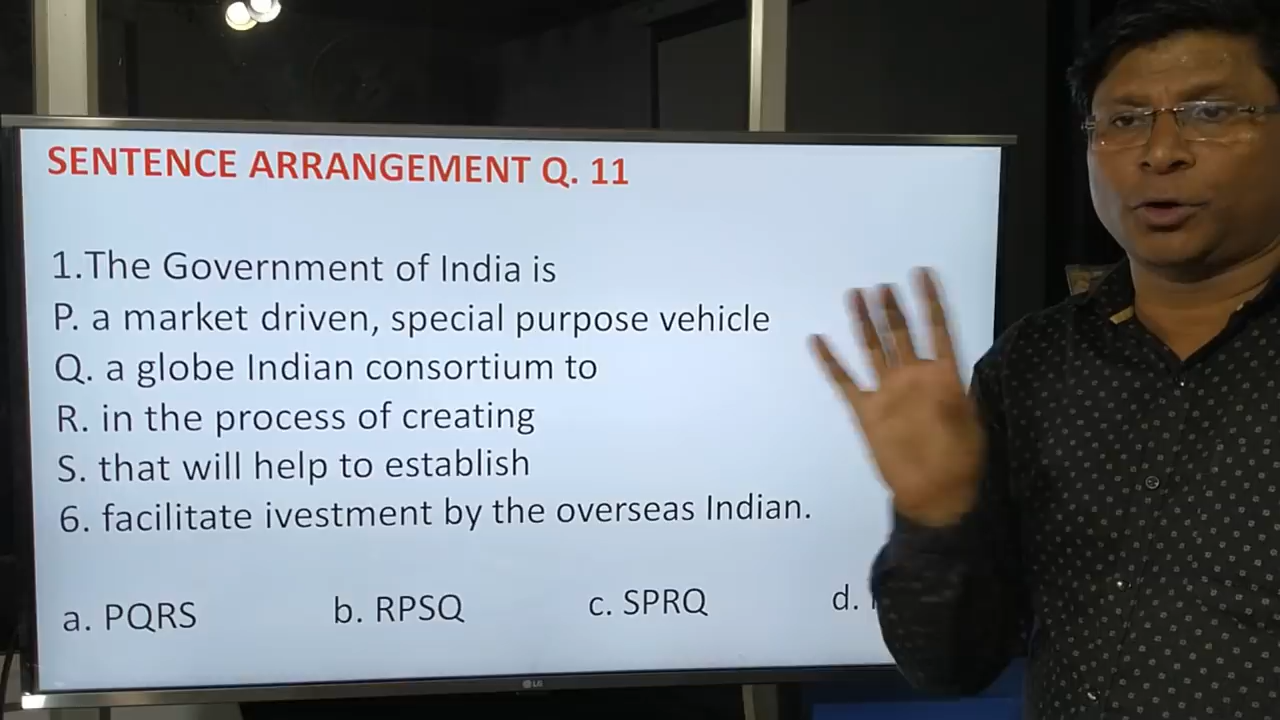 SENTENCE ARRANGEMENT Q. 11
1.The Government of India is
P. a market driven, special purpose vehicle
Q. a globe Indian consortium to
R. in the process of creating
S. that will help to establish
6. facilitate ivestment by the overseas Indian.
a. PQRS b. RPSQ c. SPRQ d.
LG